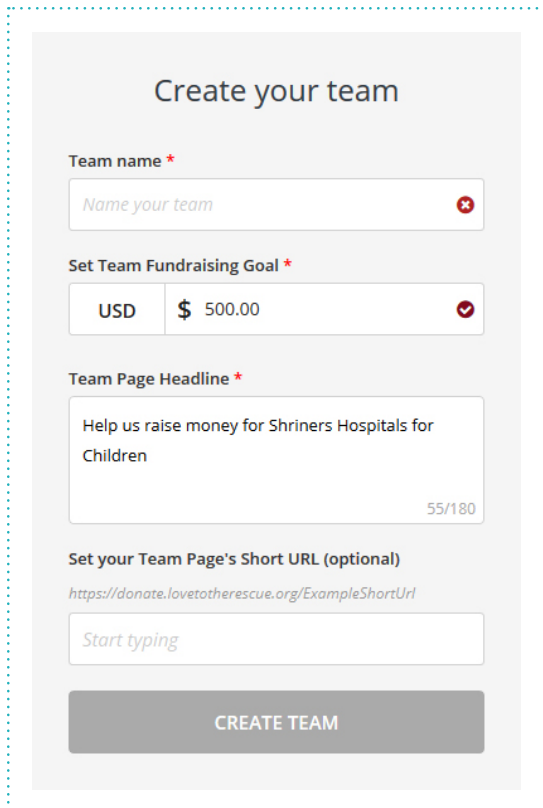 Create your team
Team name *
Name your team
Set Team Fundraising Goal *
USD $ 500.00
Team Page Headline *
Help us raise money for Shriners Hospitals for
Children
55/180
Set your Team Page's Short URL (optional)
https://donate.lovetotherescue.org/ExampleShortUrl
Start typing
CREATE TEAM